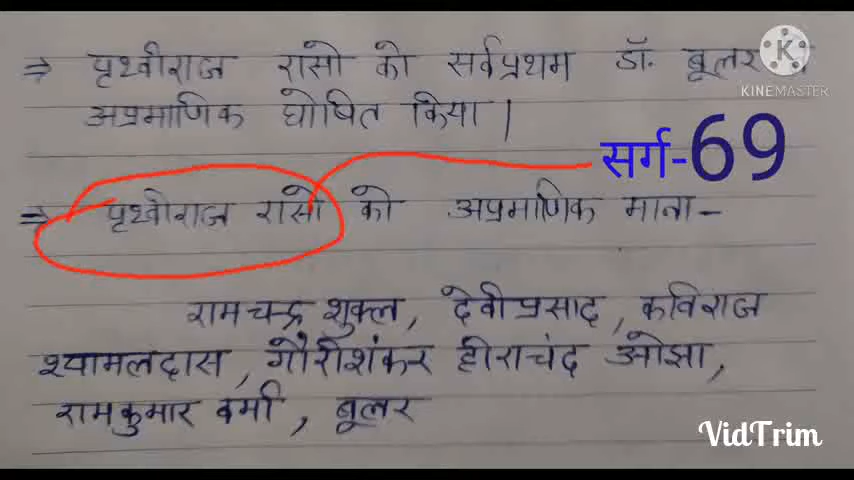 ⇒ पृथ्वीराज रासो को सर्वप्रथम डॉ. बूलर
KINEMASTER
अप्रमाणिक घोषित किया।
सर्ग-69
⇒ पृथ्वीराज रासो को अप्रमाणिक माना -
रामचन्द्र शुक्ल, देवीप्रसाद, कविराज
श्यामलदास, गौरीशंकर हीराचंद ओझा,
रामकुमार वर्मा, बूलर
VidTrim